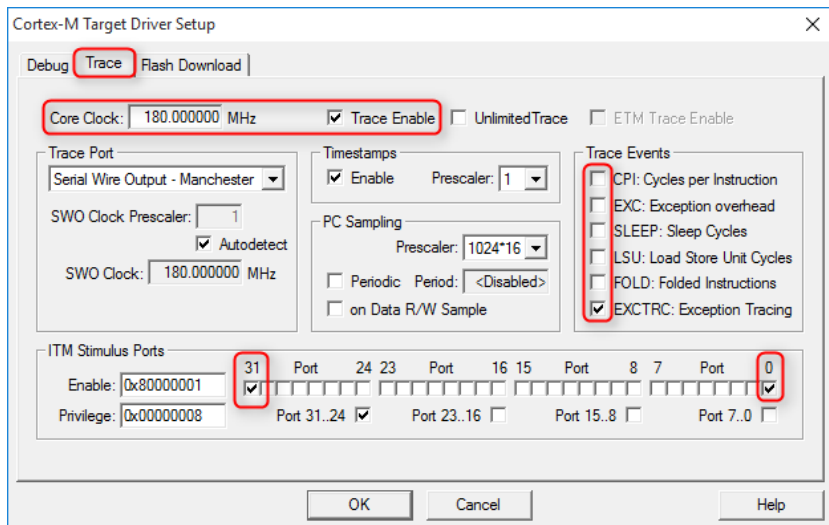 Cortex-M Target Driver Setup
Debug Trace Flash Download
Core Clock: 180.000000 MHz Trace Enable UnlimitedTrace ETM Trace Enable
Trace Port
Serial Wire Output - Manchester
SWO Clock Prescaler: 1
Autodetect
SWO Clock: 180.000000 MHz
Timestamps
Enable Prescaler: 1
PC Sampling
Prescaler: 1024*16
Periodic Period: <Disabled>
on Data R/W Sample
Trace Events
CPI: Cycles per Instruction
EXC: Exception overhead
SLEEP: Sleep Cycles
LSU: Load Store Unit Cycles
FOLD: Folded Instructions
EXCTRC: Exception Tracing
ITM Stimulus Ports
31 Port 24 23 Port 16 15 Port 8 7 Port 0
Enable: 0x80000001
Privilege: 0x00000008 Port 31..24 Port 23..16 Port 15..8 Port 7..0
OK Cancel Help